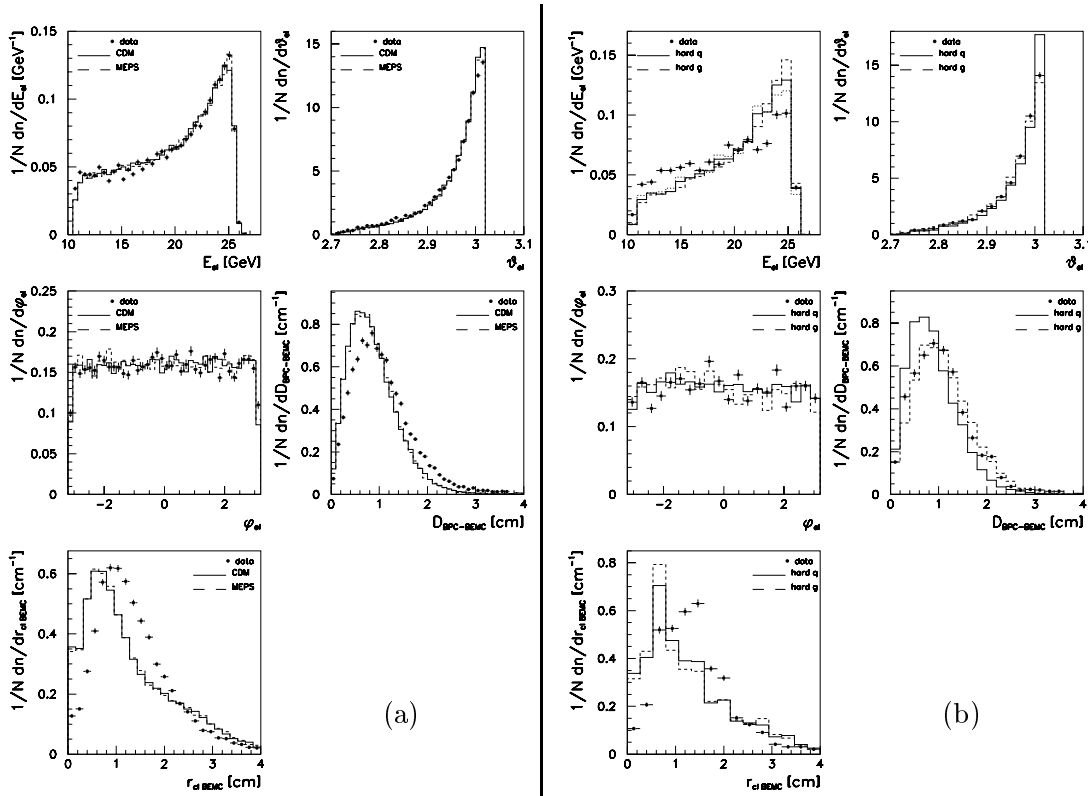 1/N dn/dE_el [GeV⁻¹]
0.15
0.1
0.05
0
data
CDM
MEPS
10 15 20 25
E_el [GeV]
1/N dn/dϑ_el
15
10
5
0
data
CDM
MEPS
2.7 2.8 2.9 3 3.1
ϑ_el
1/N dn/dφ_el
0.25
0.2
0.15
0.1
0.05
0
data
CDM
MEPS
−2 0 2
φ_el
1/N dn/dD_BPC−BEMC [cm⁻¹]
0.8
0.6
0.4
0.2
0
data
CDM
MEPS
0 1 2 3 4
D_BPC−BEMC [cm]
1/N dn/dr_cl BEMC [cm⁻¹]
0.6
0.4
0.2
0
data
CDM
MEPS
0 1 2 3 4
r_cl BEMC [cm]
(a)
1/N dn/dE_el [GeV⁻¹]
0.15
0.1
0.05
0
data
hard q
hard g
10 15 20 25
E_el [GeV]
1/N dn/dϑ_el
15
10
5
0
data
hard q
hard g
2.7 2.8 2.9 3 3.1
ϑ_el
1/N dn/dφ_el
0.3
0.2
0.1
0
data
hard q
hard g
−2 0 2
φ_el
1/N dn/dD_BPC−BEMC [cm⁻¹]
0.8
0.6
0.4
0.2
0
data
hard q
hard g
0 1 2 3 4
D_BPC−BEMC [cm]
1/N dn/dr_cl BEMC [cm⁻¹]
0.8
0.6
0.4
0.2
0
data
hard q
hard g
0 1 2 3 4
r_cl BEMC [cm]
(b)